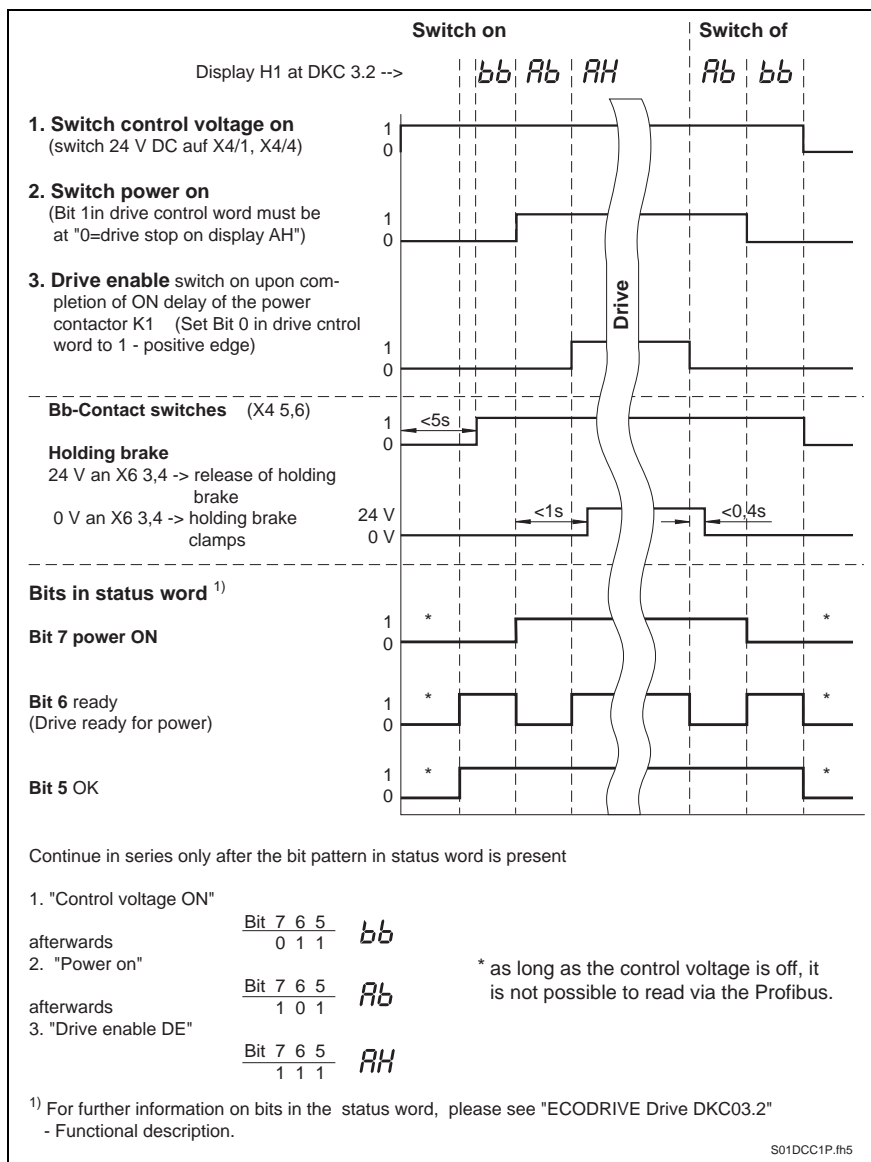 Switch on Switch of
Display H1 at DKC 3.2 --> bb Ab AH Ab bb
1. Switch control voltage on
(switch 24 V DC auf X4/1, X4/4)
1
0
2. Switch power on
(Bit 1in drive control word must be
at "0=drive stop on display AH")
1
0
3. Drive enable switch on upon com-
pletion of ON delay of the power
contactor K1 (Set Bit 0 in drive cntrol
word to 1 - positive edge)
1
0
Drive
Bb-Contact switches (X4 5,6)
1
0
<5s
Holding brake
24 V an X6 3,4 -> release of holding
brake
0 V an X6 3,4 -> holding brake
clamps
24 V
0 V
<1s
<0,4s
Bits in status word 1)
Bit 7 power ON
1
0
* *
Bit 6 ready
(Drive ready for power)
1
0
* *
Bit 5 OK
1
0
* *
Continue in series only after the bit pattern in status word is present
1. "Control voltage ON"
Bit 7 6 5
0 1 1 bb
afterwards
2. "Power on"
Bit 7 6 5
1 0 1 Ab
afterwards
3. "Drive enable DE"
Bit 7 6 5
1 1 1 AH
* as long as the control voltage is off, it
is not possible to read via the Profibus.
1) For further information on bits in the status word, please see "ECODRIVE Drive DKC03.2"
- Functional description.
S01DCC1P.fh5